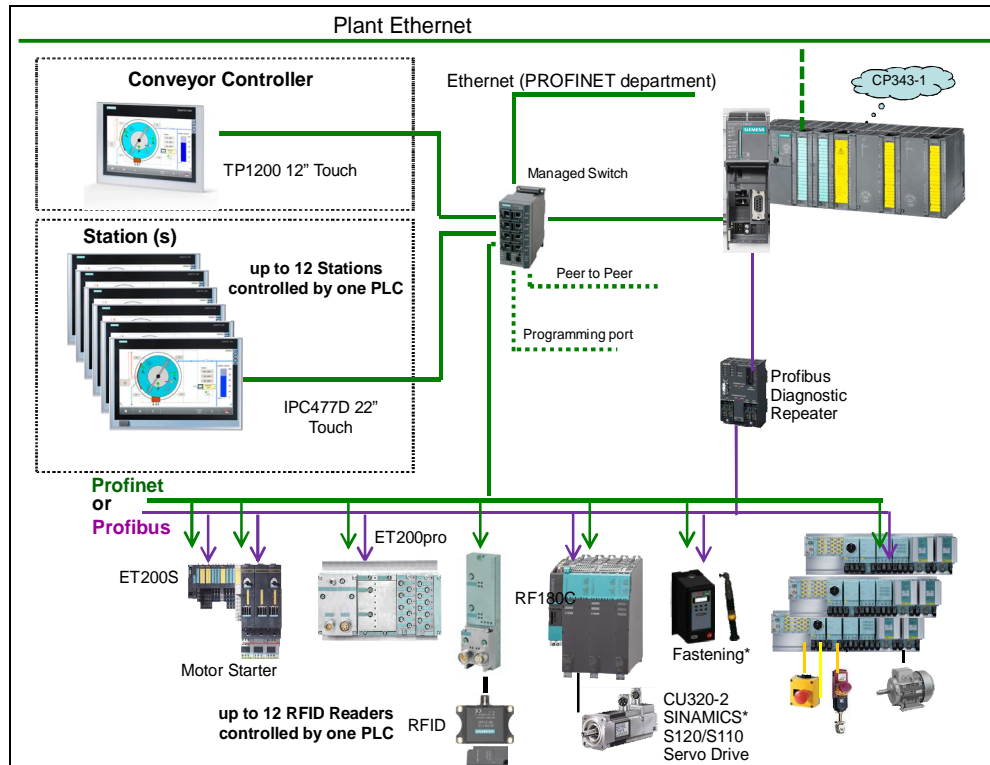 Plant Ethernet
Conveyor Controller
TP1200 12” Touch
Ethernet (PROFINET department)
CP343-1
SIEMENS
Managed Switch
Station (s)
up to 12 Stations
controlled by one PLC
IPC477D 22”
Touch
Peer to Peer
Programming port
Profibus
Diagnostic
Repeater
Profinet
or
Profibus
ET200S
Motor Starter
ET200pro
RF180C
Fastening*
up to 12 RFID Readers
controlled by one PLC
RFID
CU320-2
SINAMICS*
S120/S110
Servo Drive